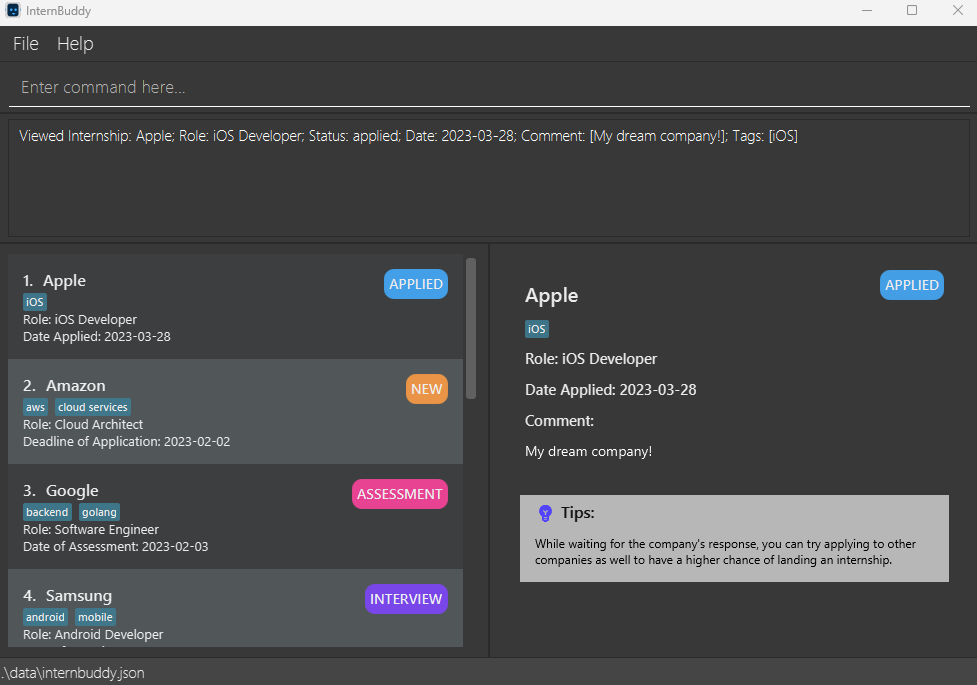 InternBuddy
File Help
Enter command here...
Viewed Internship: Apple; Role: iOS Developer; Status: applied; Date: 2023-03-28; Comment: [My dream company!]; Tags: [iOS]
1. Apple
APPLIED
iOS
Role: iOS Developer
Date Applied: 2023-03-28
2. Amazon
NEW
aws cloud services
Role: Cloud Architect
Deadline of Application: 2023-02-02
3. Google
ASSESSMENT
backend golang
Role: Software Engineer
Date of Assessment: 2023-02-03
4. Samsung
INTERVIEW
android mobile
Role: Android Developer
Apple
APPLIED
iOS
Role: iOS Developer
Date Applied: 2023-03-28
Comment:
My dream company!
Tips:
While waiting for the company's response, you can try applying to other
companies as well to have a higher chance of landing an internship.
.\data\internbuddy.json